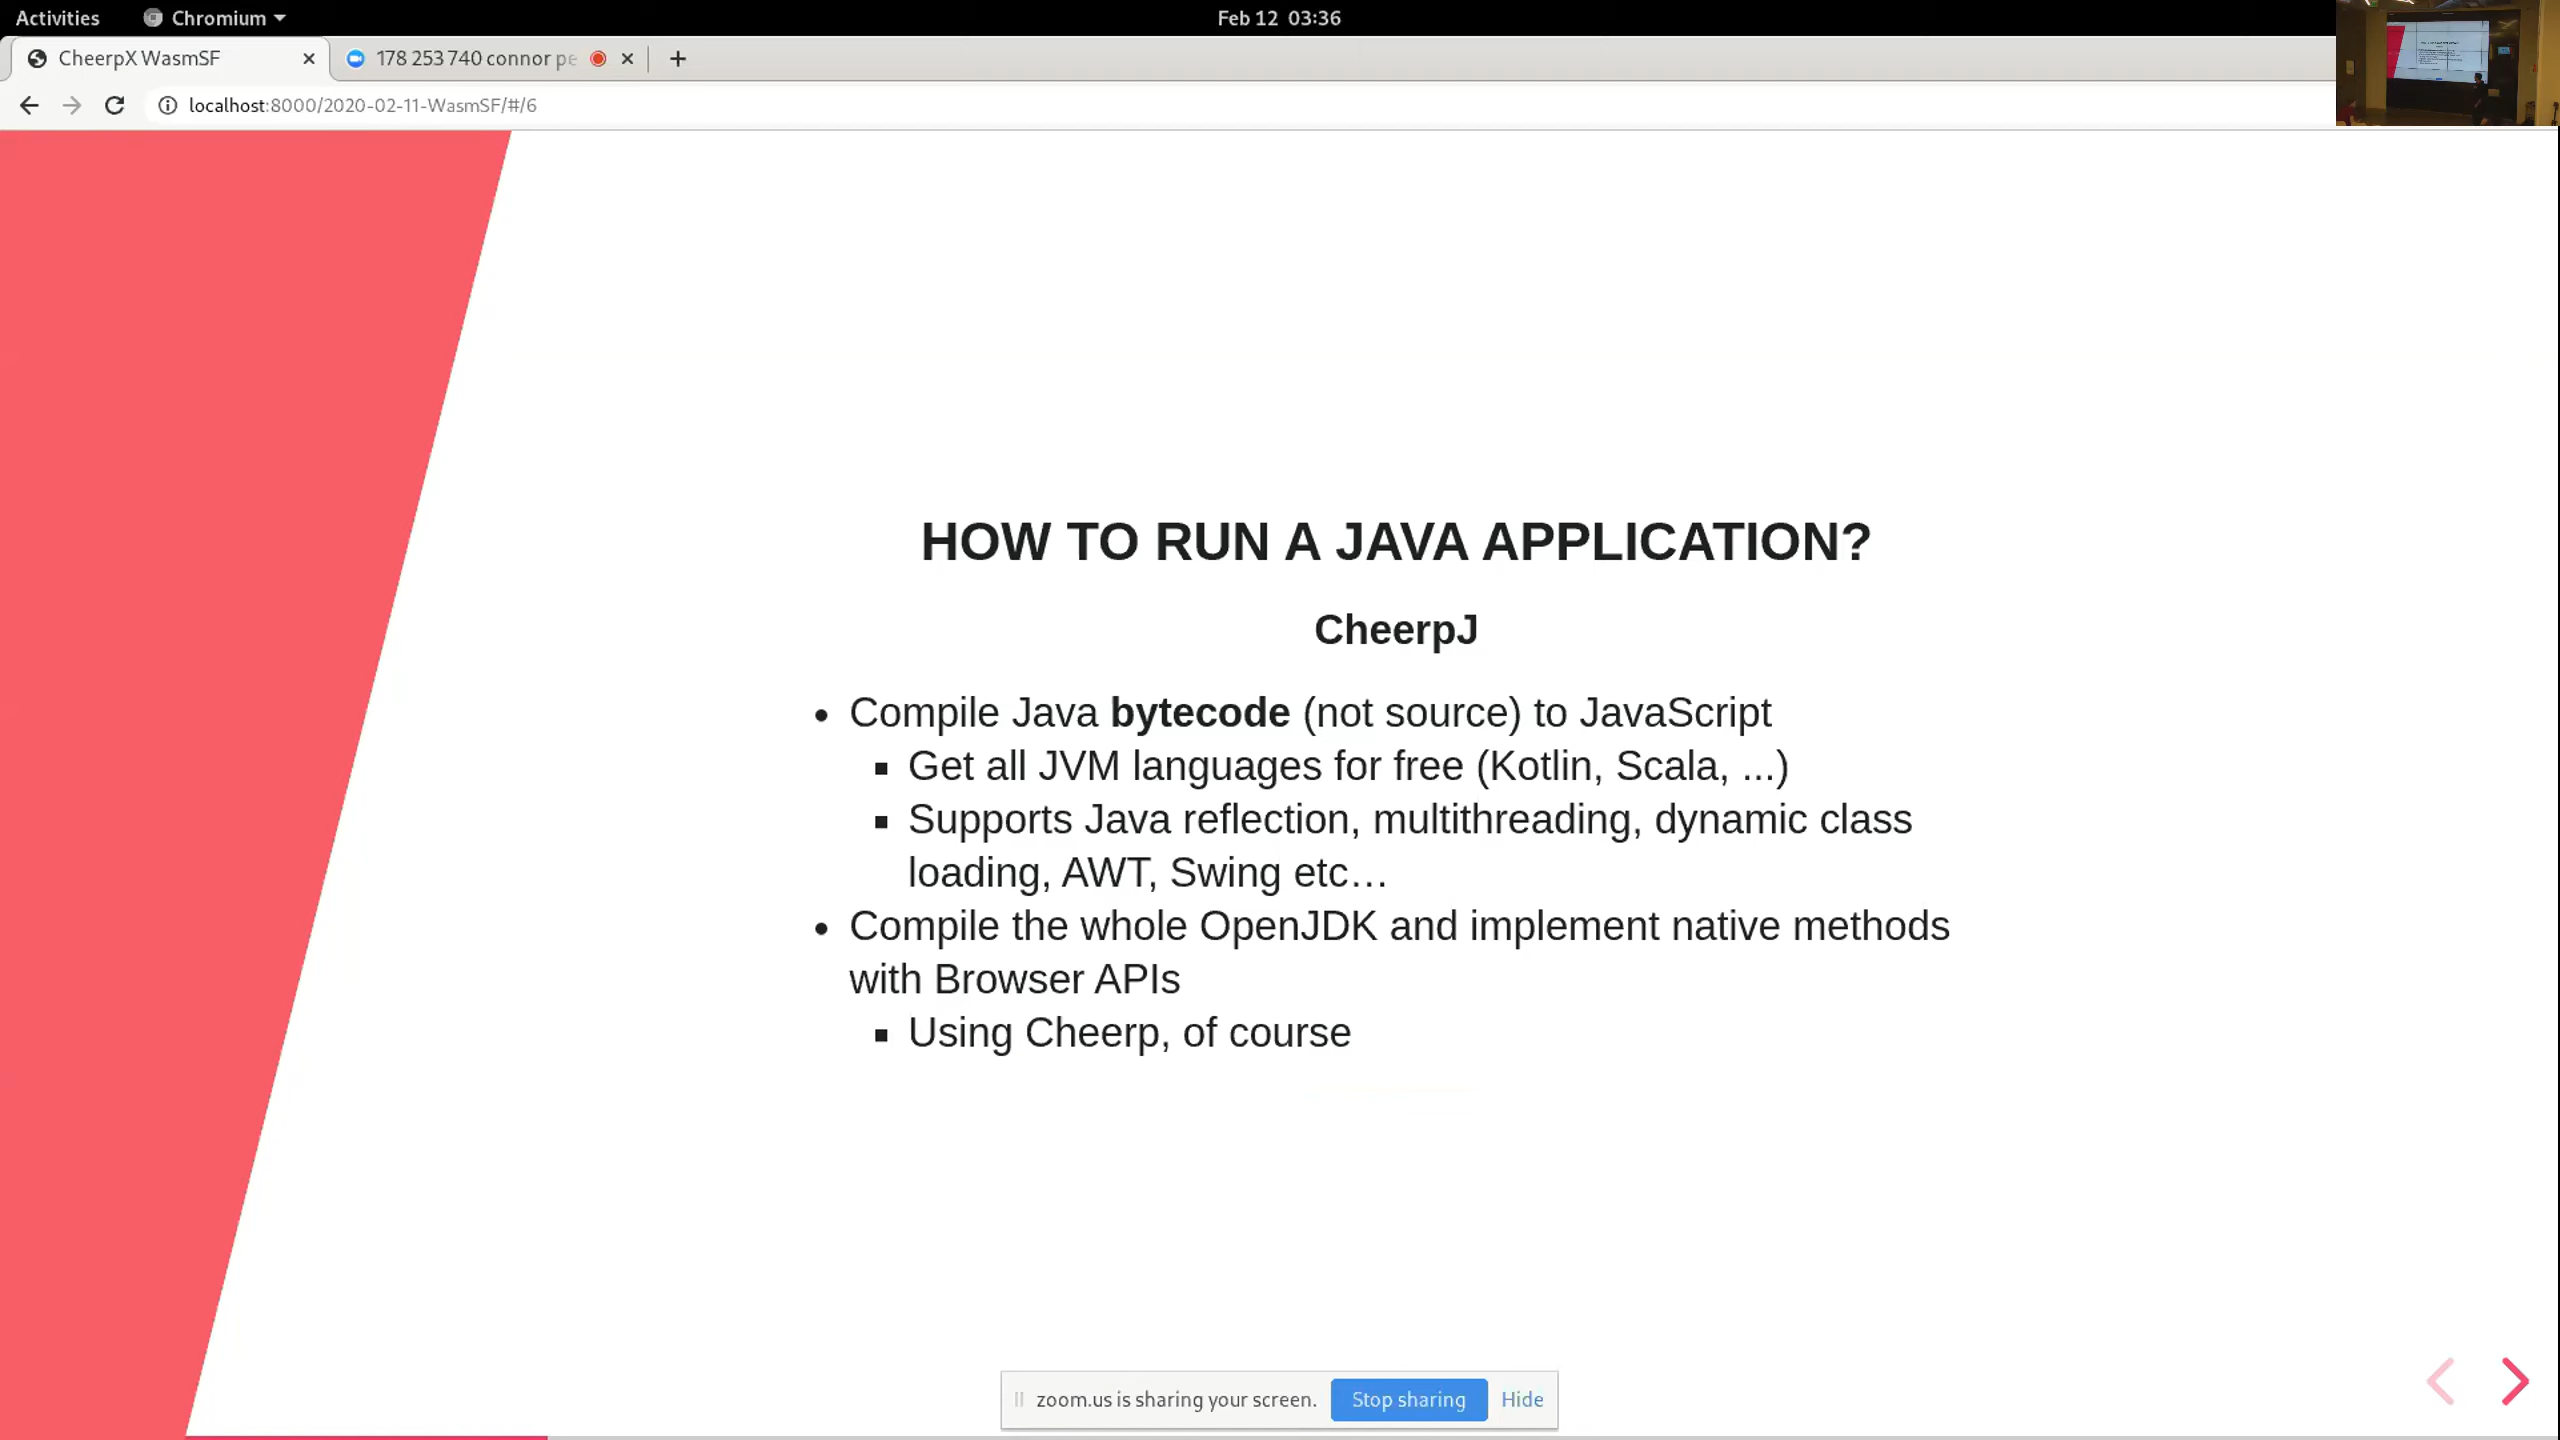 Activities
Chromium
Feb 12 03:36
CheerpX WasmSF
178 253 740 connor pe
localhost:8000/2020-02-11-WasmSF/#/6
HOW TO RUN A JAVA APPLICATION?
CheerpJ
• Compile Java bytecode (not source) to JavaScript
▪ Get all JVM languages for free (Kotlin, Scala, ...)
▪ Supports Java reflection, multithreading, dynamic class
loading, AWT, Swing etc…
• Compile the whole OpenJDK and implement native methods
with Browser APIs
▪ Using Cheerp, of course
zoom.us is sharing your screen.
Stop sharing
Hide